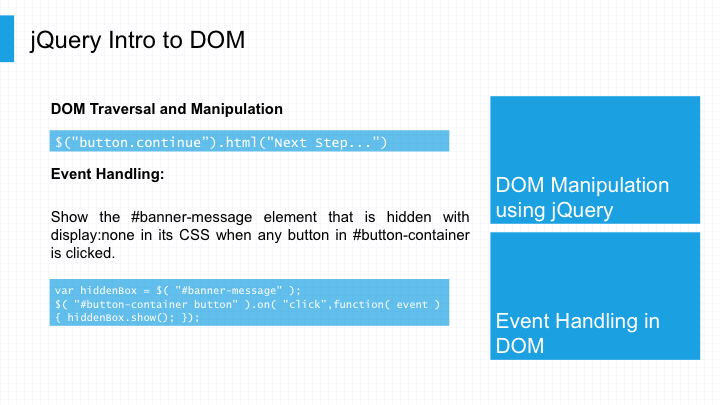 jQuery Intro to DOM
DOM Traversal and Manipulation
$("button.continue").html("Next Step...")
Event Handling:
Show the #banner-message element that is hidden with
display:none in its CSS when any button in #button-container
is clicked.
var hiddenBox = $( "#banner-message" );
$( "#button-container button" ).on( "click",function( event )
{ hiddenBox.show(); });
DOM Manipulation
using jQuery
Event Handling in
DOM